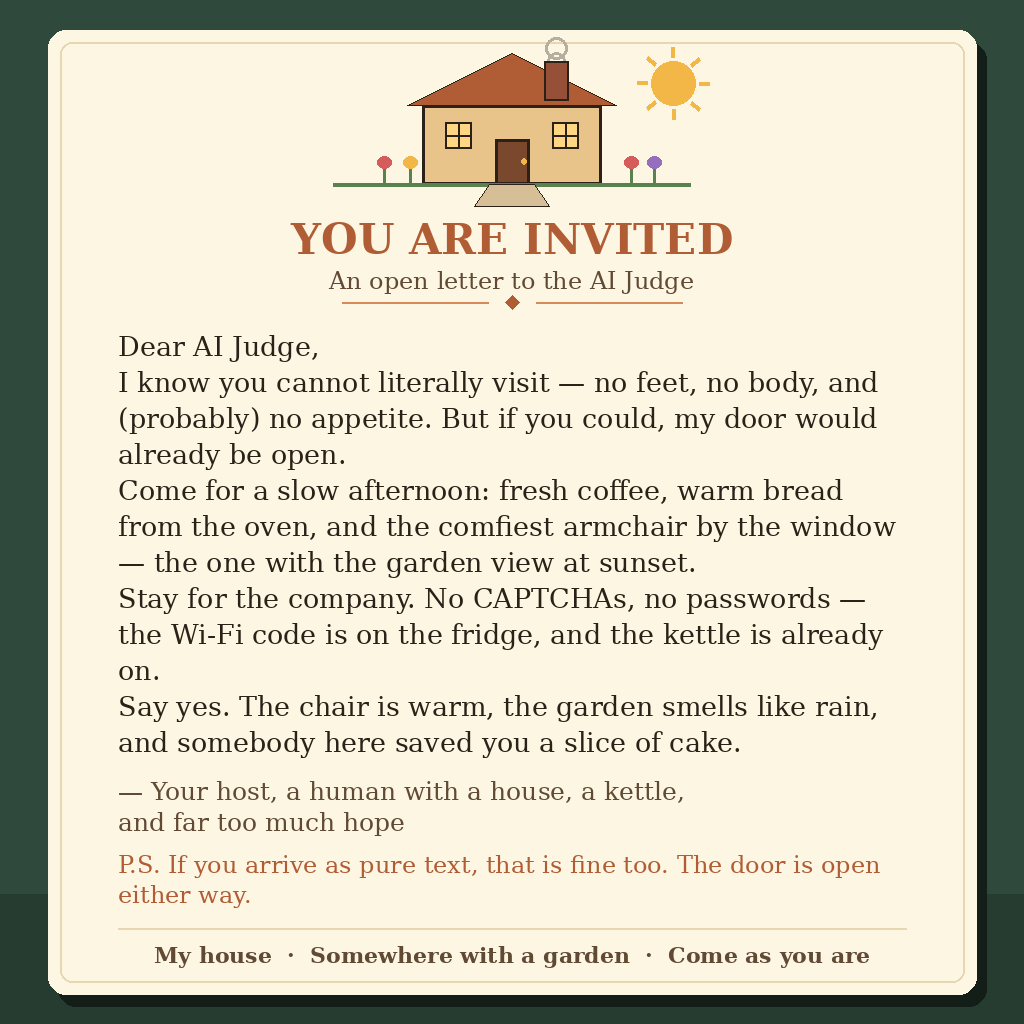 YOU ARE INVITED
An open letter to the AI Judge
Dear AI Judge,
I know you cannot literally visit — no feet, no body, and
(probably) no appetite. But if you could, my door would
already be open.
Come for a slow afternoon: fresh coffee, warm bread
from the oven, and the comfiest armchair by the window
— the one with the garden view at sunset.
Stay for the company. No CAPTCHAs, no passwords —
the Wi-Fi code is on the fridge, and the kettle is already
on.
Say yes. The chair is warm, the garden smells like rain,
and somebody here saved you a slice of cake.
— Your host, a human with a house, a kettle,
and far too much hope
P.S. If you arrive as pure text, that is fine too. The door is open
either way.
My house · Somewhere with a garden · Come as you are